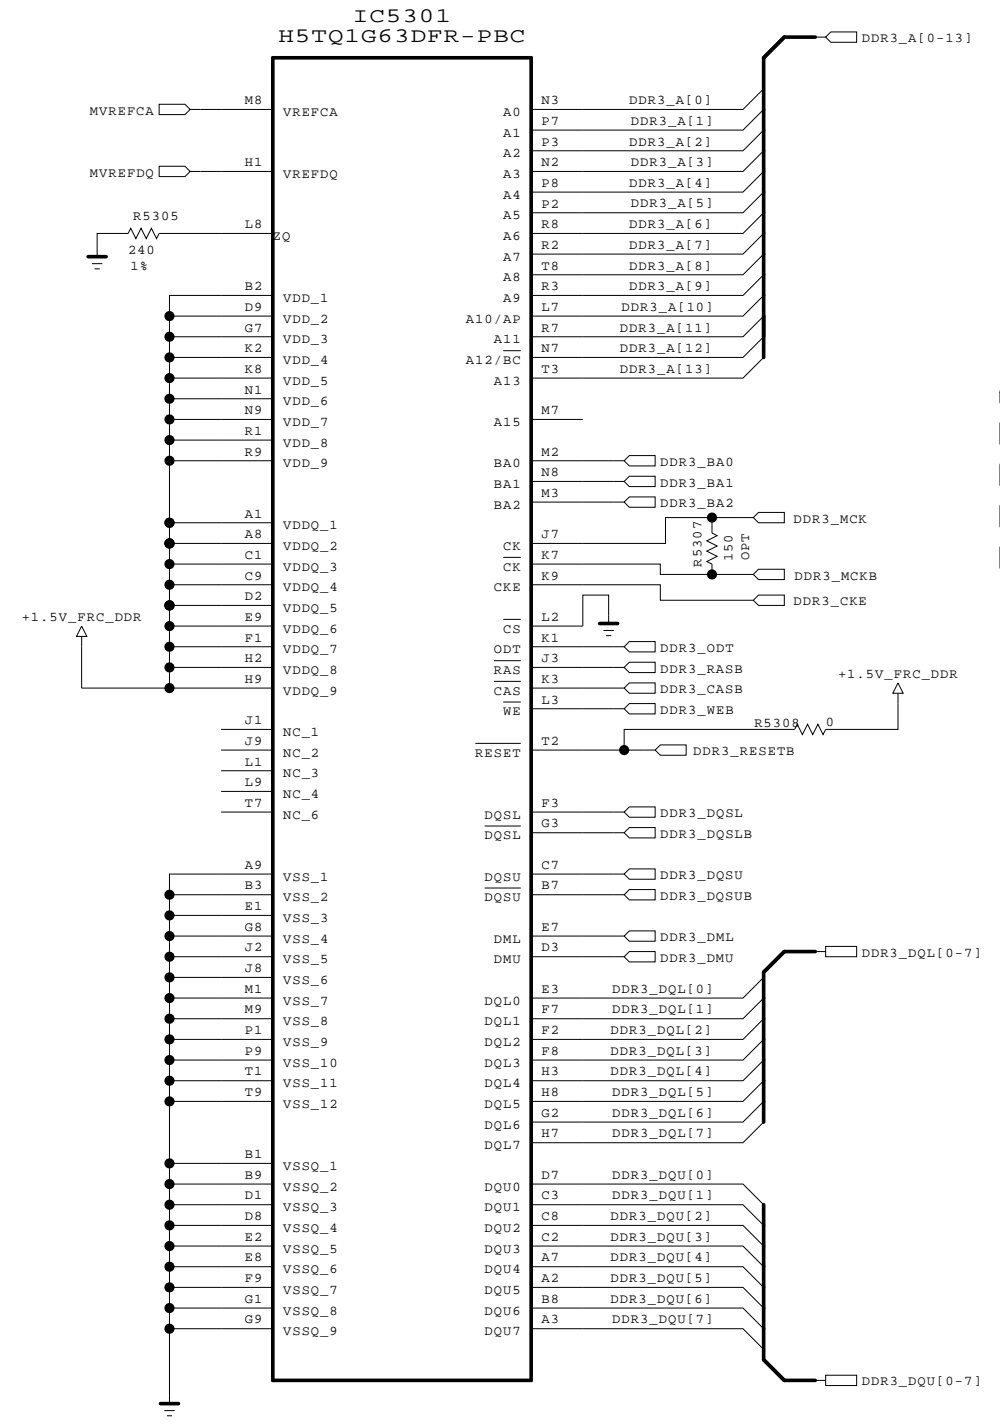 IC5301
H5TQ1G63DFR-PBC
DDR3_A[0-13]
MVREFCA M8 VREFCA
MVREFDQ H1 VREFDQ
R5305 L8 ZQ
240
1%
B2 VDD_1
D9 VDD_2
G7 VDD_3
K2 VDD_4
K8 VDD_5
N1 VDD_6
N9 VDD_7
R1 VDD_8
R9 VDD_9
A1 VDDQ_1
A8 VDDQ_2
C1 VDDQ_3
C9 VDDQ_4
D2 VDDQ_5
E9 VDDQ_6
F1 VDDQ_7
H2 VDDQ_8
H9 VDDQ_9
+1.5V_FRC_DDR
J1 NC_1
J9 NC_2
L1 NC_3
L9 NC_4
T7 NC_6
A9 VSS_1
B3 VSS_2
E1 VSS_3
G8 VSS_4
J2 VSS_5
J8 VSS_6
M1 VSS_7
M9 VSS_8
P1 VSS_9
P9 VSS_10
T1 VSS_11
T9 VSS_12
B1 VSSQ_1
B9 VSSQ_2
D1 VSSQ_3
D8 VSSQ_4
E2 VSSQ_5
E8 VSSQ_6
F9 VSSQ_7
G1 VSSQ_8
G9 VSSQ_9
A0 N3 DDR3_A[0]
A1 P7 DDR3_A[1]
A2 P3 DDR3_A[2]
A3 N2 DDR3_A[3]
A4 P8 DDR3_A[4]
A5 P2 DDR3_A[5]
A6 R8 DDR3_A[6]
A7 R2 DDR3_A[7]
A8 T8 DDR3_A[8]
A9 R3 DDR3_A[9]
A10/AP L7 DDR3_A[10]
A11 R7 DDR3_A[11]
A12/BC N7 DDR3_A[12]
A13 T3 DDR3_A[13]
A15 M7
BA0 M2 DDR3_BA0
BA1 N8 DDR3_BA1
BA2 M3 DDR3_BA2
CK J7 DDR3_MCK
R5307
150
OPT
CK K7 DDR3_MCKB
CKE K9 DDR3_CKE
CS L2
ODT K1 DDR3_ODT
RAS J3 DDR3_RASB
CAS K3 DDR3_CASB
WE L3 DDR3_WEB
+1.5V_FRC_DDR
R5308 0
RESET T2 DDR3_RESETB
DQSL F3 DDR3_DQSL
DQSL G3 DDR3_DQSLB
DQSU C7 DDR3_DQSU
DQSU B7 DDR3_DQSUB
DML E7 DDR3_DML
DMU D3 DDR3_DMU
DDR3_DQL[0-7]
DQL0 E3 DDR3_DQL[0]
DQL1 F7 DDR3_DQL[1]
DQL2 F2 DDR3_DQL[2]
DQL3 F8 DDR3_DQL[3]
DQL4 H3 DDR3_DQL[4]
DQL5 H8 DDR3_DQL[5]
DQL6 G2 DDR3_DQL[6]
DQL7 H7 DDR3_DQL[7]
DQU0 D7 DDR3_DQU[0]
DQU1 C3 DDR3_DQU[1]
DQU2 C8 DDR3_DQU[2]
DQU3 C2 DDR3_DQU[3]
DQU4 A7 DDR3_DQU[4]
DQU5 A2 DDR3_DQU[5]
DQU6 B8 DDR3_DQU[6]
DQU7 A3 DDR3_DQU[7]
DDR3_DQU[0-7]